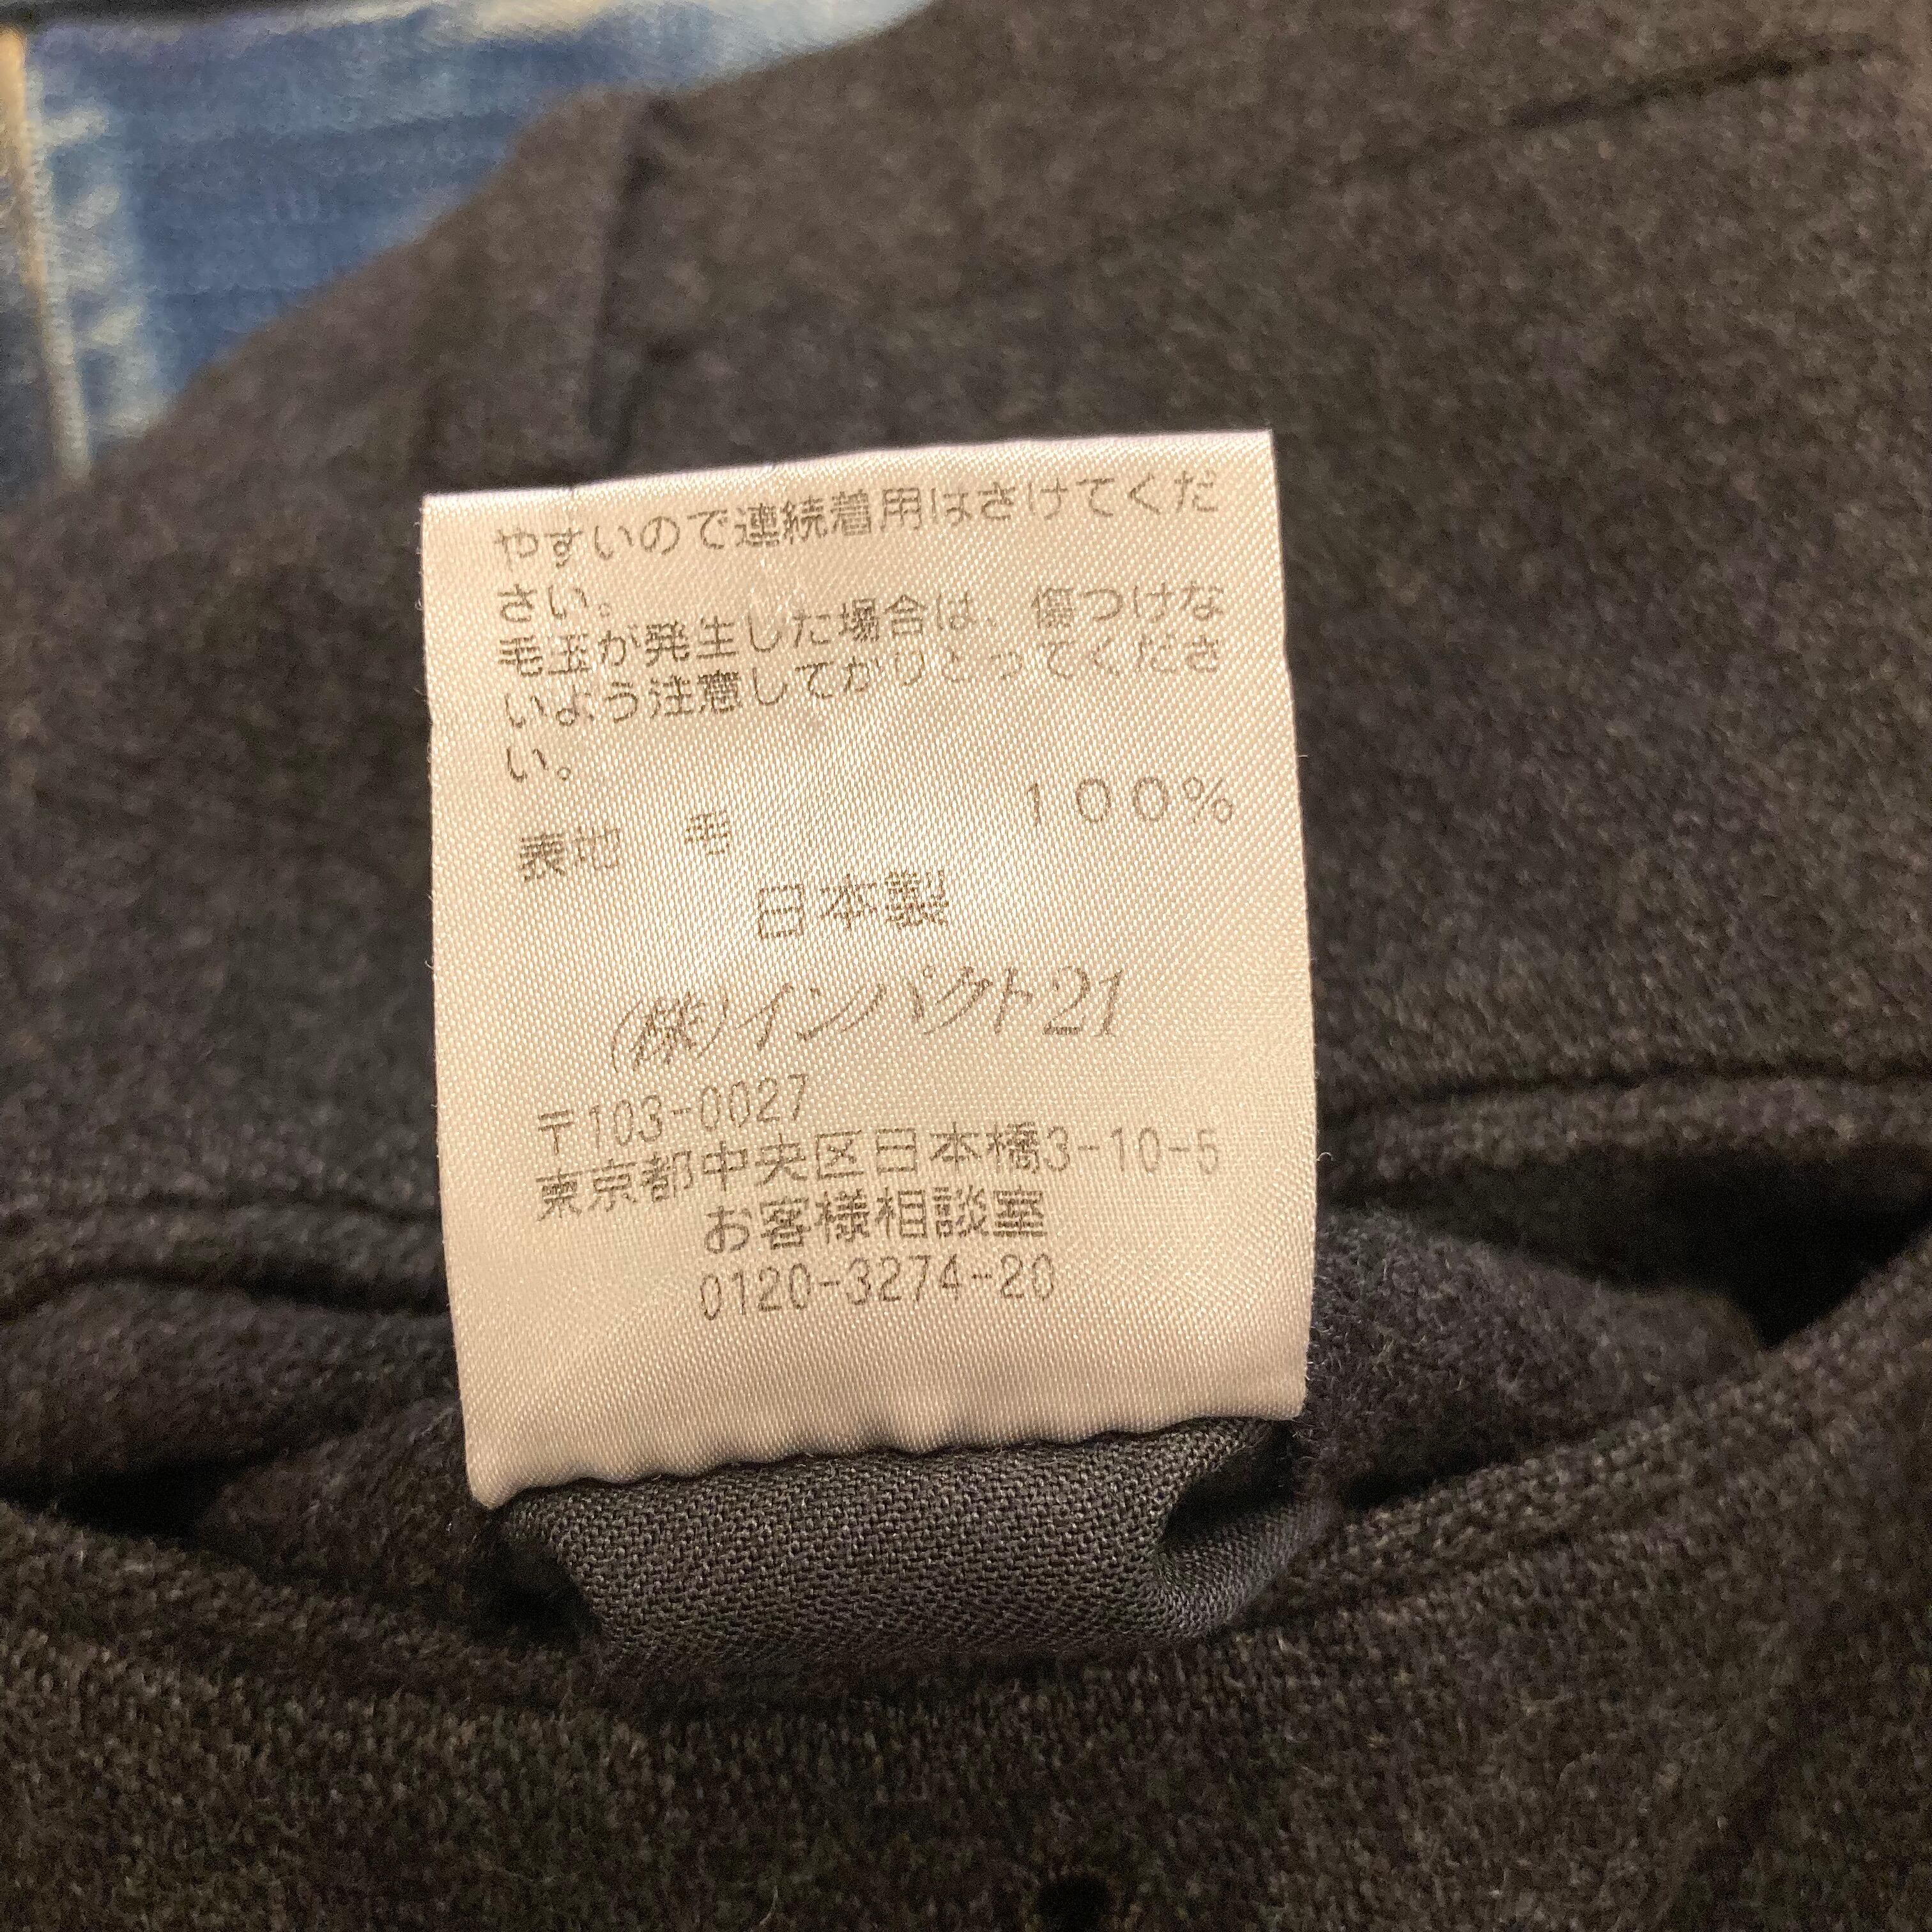 やすいので連続着用はさけてくだ
さい。
毛玉が発生した場合は、傷つけな
いよう注意してかりとってくださ
い。
表地　毛　１００％
日本製
(株)インパクト21
〒103-0027
東京都中央区日本橋3-10-5
お客様相談室
0120-3274-20